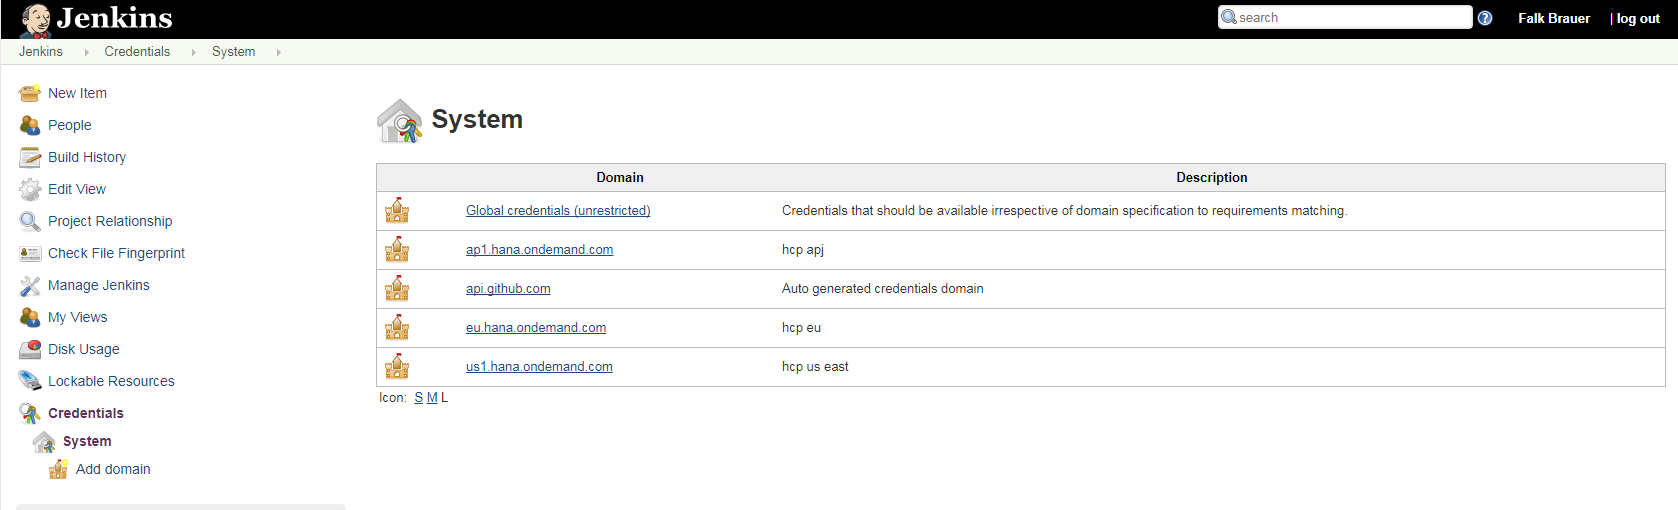 Jenkins
search
Falk Brauer
| log out
Jenkins
Credentials
System
New Item
People
Build History
Edit View
Project Relationship
Check File Fingerprint
Manage Jenkins
My Views
Disk Usage
Lockable Resources
Credentials
System
Add domain
System
Domain Description
Global credentials (unrestricted) Credentials that should be available irrespective of domain specification to requirements matching.
ap1.hana.ondemand.com hcp apj
api.github.com Auto generated credentials domain
eu.hana.ondemand.com hcp eu
us1.hana.ondemand.com hcp us east
Icon: S M L